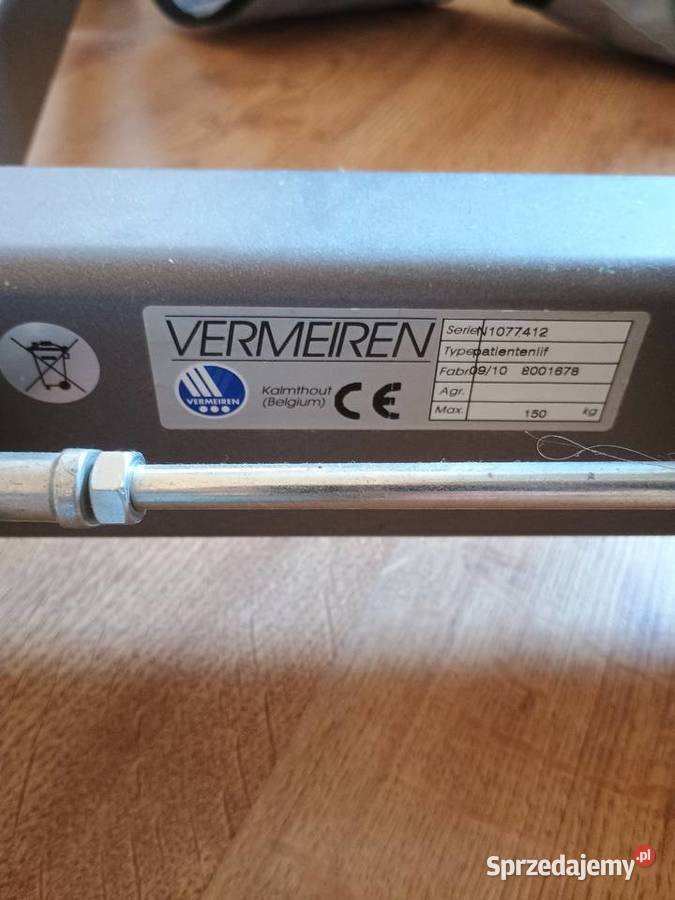 VERMEIREN
VERMEIREN
Kalmthout
(Belgium)
CE
Serie N1077412
Type patientenlif
Fabr. 09/10 8001678
Agr.
Max. 150 kg
Sprzedajemy.pl